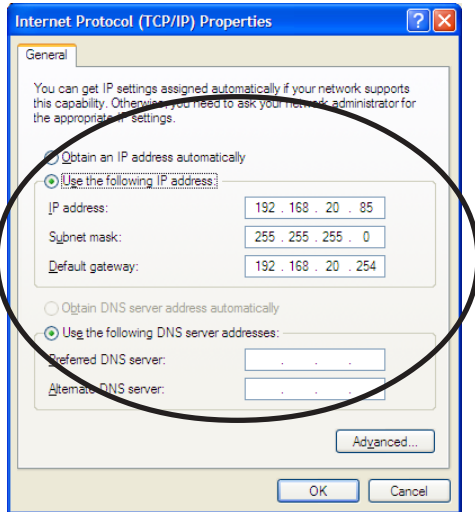 Internet Protocol (TCP/IP) Properties
General
You can get IP settings assigned automatically if your network supports
this capability. Otherwise, you need to ask your network administrator for
the appropriate IP settings.
Obtain an IP address automatically
Use the following IP address:
IP address: 192 . 168 . 20 . 85
Subnet mask: 255 . 255 . 255 . 0
Default gateway: 192 . 168 . 20 . 254
Obtain DNS server address automatically
Use the following DNS server addresses:
Preferred DNS server: . . .
Alternate DNS server: . . .
Advanced...
OK Cancel